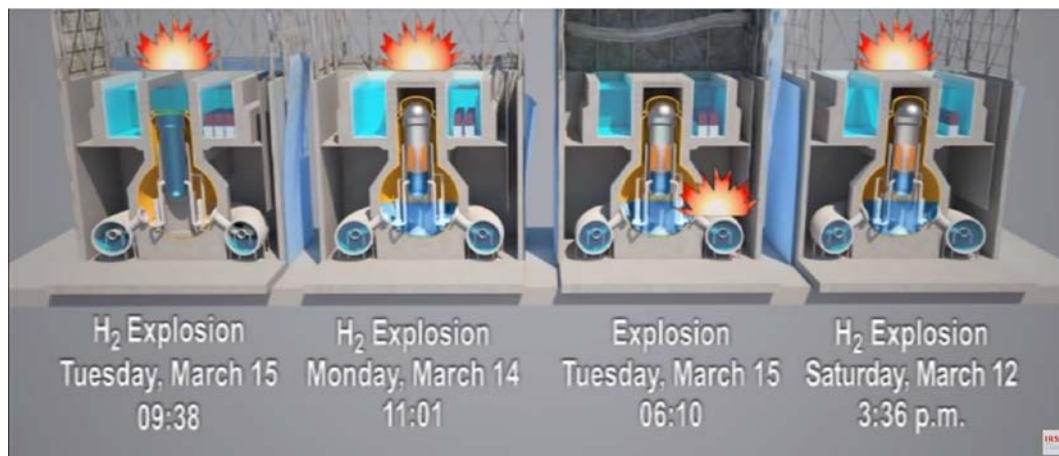 H₂ Explosion
Tuesday, March 15
09:38
H₂ Explosion
Monday, March 14
11:01
Explosion
Tuesday, March 15
06:10
H₂ Explosion
Saturday, March 12
3:36 p.m.
IRS